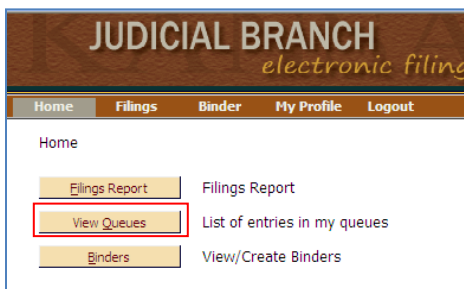 JUDICIAL BRANCH
electronic filing
Home Filings Binder My Profile Logout
Home
Filings Report Filings Report
View Queues List of entries in my queues
Binders View/Create Binders